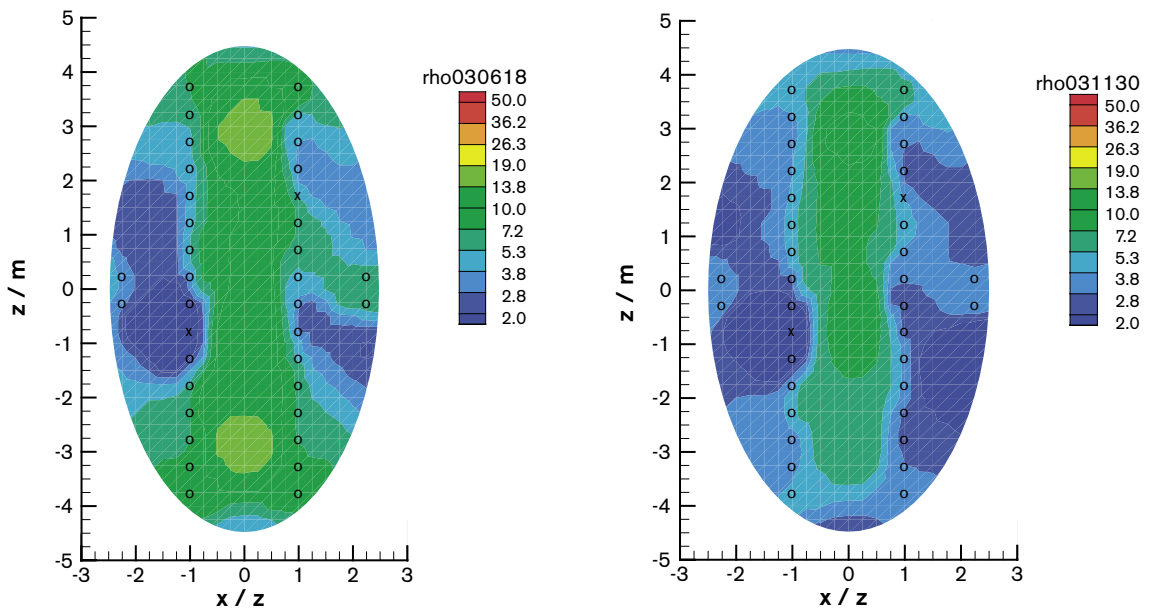 rho030618
50.0
36.2
26.3
19.0
13.8
10.0
7.2
5.3
3.8
2.8
2.0
5
4
3
2
1
0
-1
-2
-3
-4
-5
z / m
o o
o o
o o
o o
o x
o o
o o
o o
o o
x o
o o
o o
o o
o o
o o
o o
-3 -2 -1 0 1 2 3
x / z
rho031130
50.0
36.2
26.3
19.0
13.8
10.0
7.2
5.3
3.8
2.8
2.0
5
4
3
2
1
0
-1
-2
-3
-4
-5
z / m
o o
o o
o o
o o
o x
o o
o o
o o
o o
x o
o o
o o
o o
o o
o o
o o
-3 -2 -1 0 1 2 3
x / z